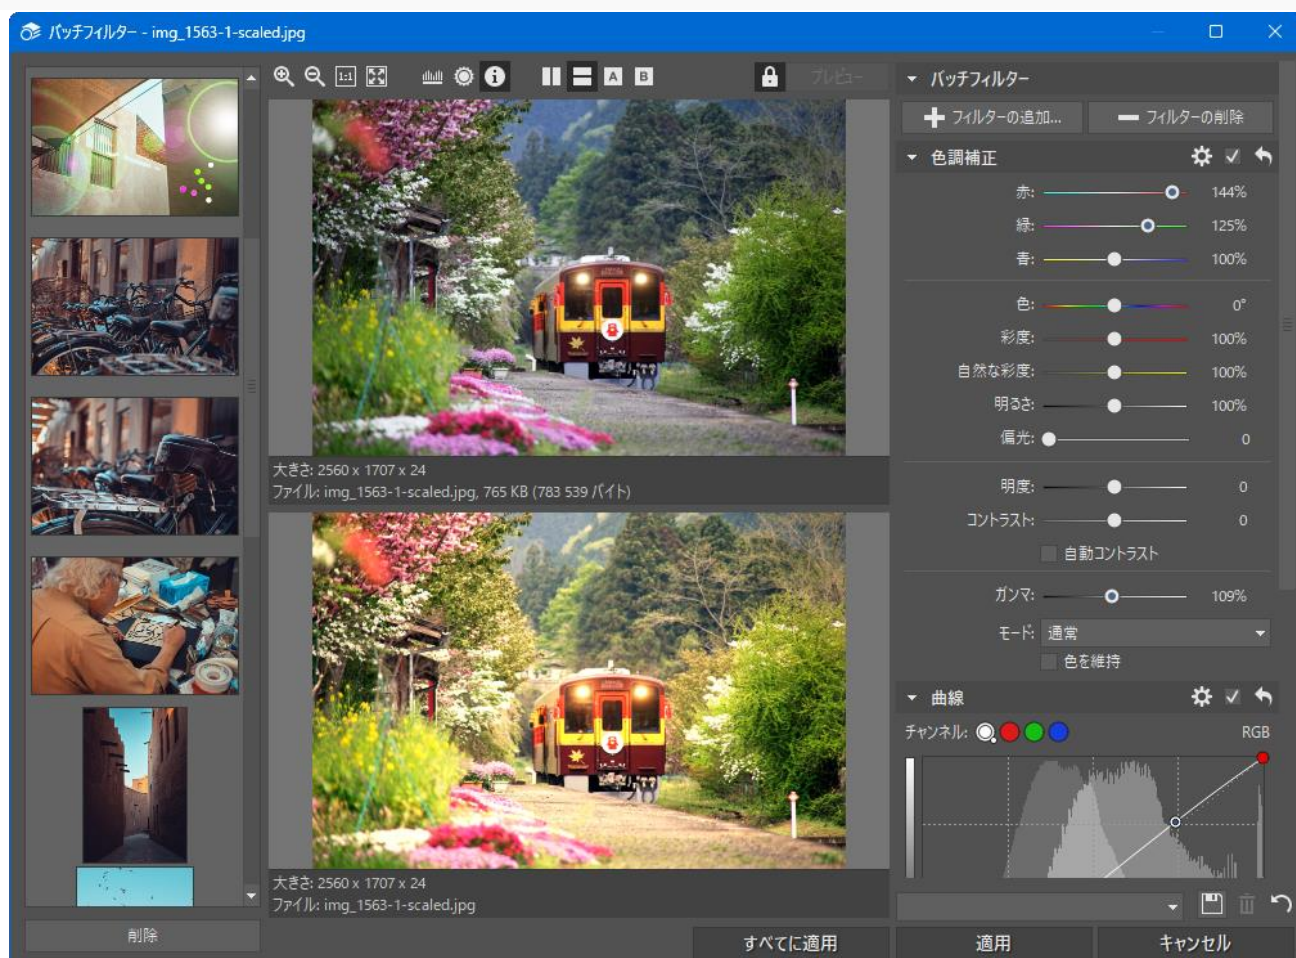 バッチフィルター - img_1563-1-scaled.jpg
1:1
A
B
プレビュー
大きさ: 2560 x 1707 x 24
ファイル: img_1563-1-scaled.jpg, 765 KB (783 539 バイト)
大きさ: 2560 x 1707 x 24
ファイル: img_1563-1-scaled.jpg
削除
すべてに適用
バッチフィルター
フィルターの追加...
フィルターの削除
色調補正
赤: 144%
緑: 125%
青: 100%
色: 0°
彩度: 100%
自然な彩度: 100%
明るさ: 100%
偏光: 0
明度: 0
コントラスト: 0
自動コントラスト
ガンマ: 109%
モード: 通常
色を維持
曲線
チャンネル: RGB
適用
キャンセル